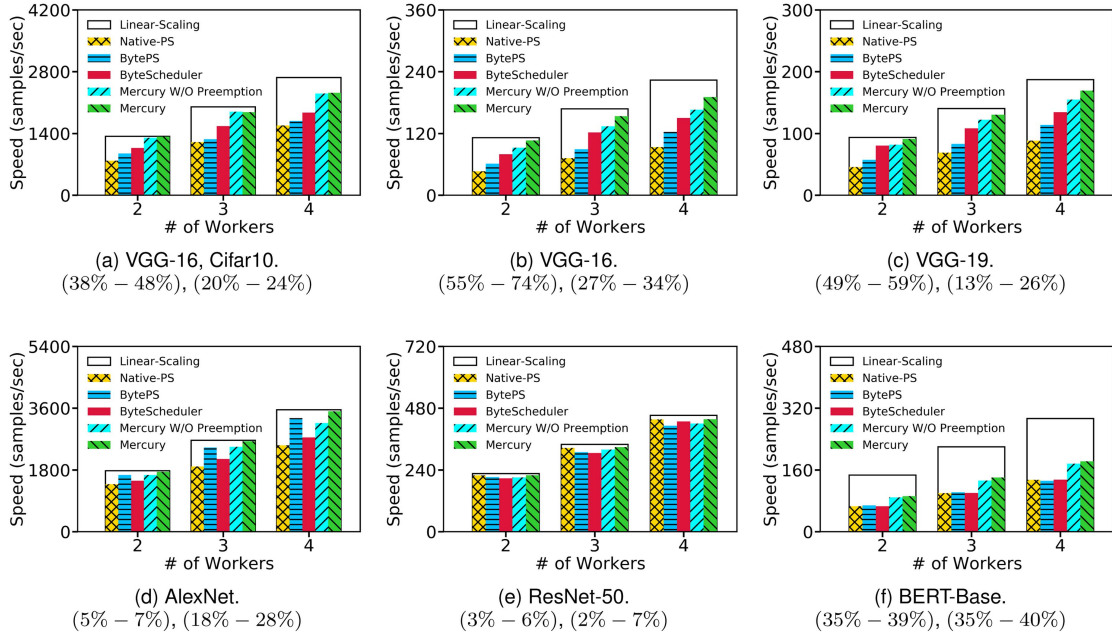 4200
2800
1400
0
Speed (samples/sec)
Linear-Scaling
Native-PS
BytePS
ByteScheduler
Mercury W/O Preemption
Mercury
2 3 4
# of Workers
(a) VGG-16, Cifar10.
(38% − 48%), (20% − 24%)
360
240
120
0
Speed (samples/sec)
Linear-Scaling
Native-PS
BytePS
ByteScheduler
Mercury W/O Preemption
Mercury
2 3 4
# of Workers
(b) VGG-16.
(55% − 74%), (27% − 34%)
300
200
100
0
Speed (samples/sec)
Linear-Scaling
Native-PS
BytePS
ByteScheduler
Mercury W/O Preemption
Mercury
2 3 4
# of Workers
(c) VGG-19.
(49% − 59%), (13% − 26%)
5400
3600
1800
0
Speed (samples/sec)
Linear-Scaling
Native-PS
BytePS
ByteScheduler
Mercury W/O Preemption
Mercury
2 3 4
# of Workers
(d) AlexNet.
(5% − 7%), (18% − 28%)
720
480
240
0
Speed (samples/sec)
Linear-Scaling
Native-PS
BytePS
ByteScheduler
Mercury W/O Preemption
Mercury
2 3 4
# of Workers
(e) ResNet-50.
(3% − 6%), (2% − 7%)
480
320
160
0
Speed (samples/sec)
Linear-Scaling
Native-PS
BytePS
ByteScheduler
Mercury W/O Preemption
Mercury
2 3 4
# of Workers
(f) BERT-Base.
(35% − 39%), (35% − 40%)